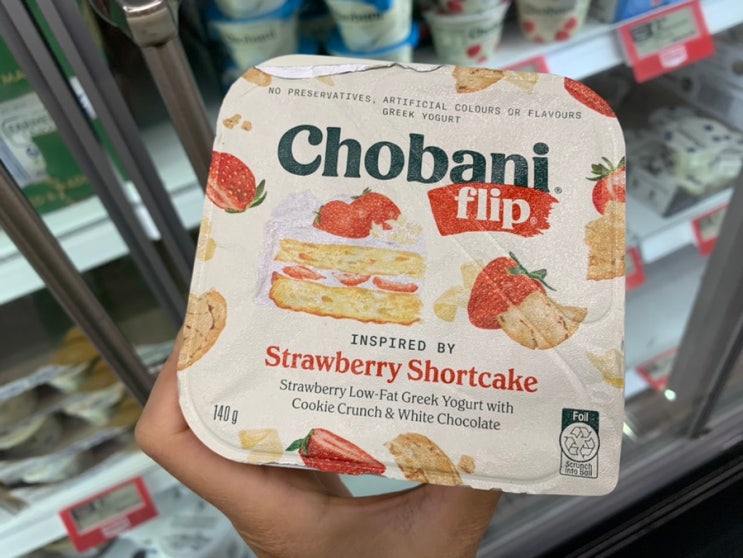 NO PRESERVATIVES, ARTIFICIAL COLOURS OR FLAVOURS
GREEK YOGURT
Chobani®
flip®
INSPIRED BY
Strawberry Shortcake
Strawberry Low-Fat Greek Yogurt with
Cookie Crunch & White Chocolate
140 g
Foil
Scrunch
into Ball